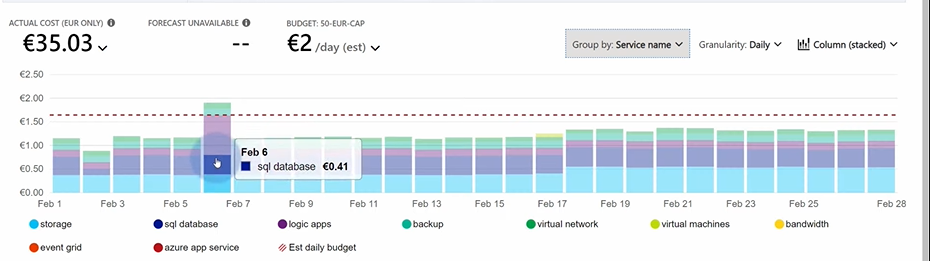 ACTUAL COST (EUR ONLY) FORECAST UNAVAILABLE BUDGET: 50-EUR-CAP
€35.03 -- €2 /day (est) Group by: Service name Granularity: Daily Column (stacked)
€2.50
€2.00
€1.50
€1.00
€0.50
€0.00
Feb 6
sql database €0.41
Feb 1 Feb 3 Feb 5 Feb 7 Feb 9 Feb 11 Feb 13 Feb 15 Feb 17 Feb 19 Feb 21 Feb 23 Feb 25 Feb 28
storage sql database logic apps backup virtual network virtual machines bandwidth
event grid azure app service Est daily budget